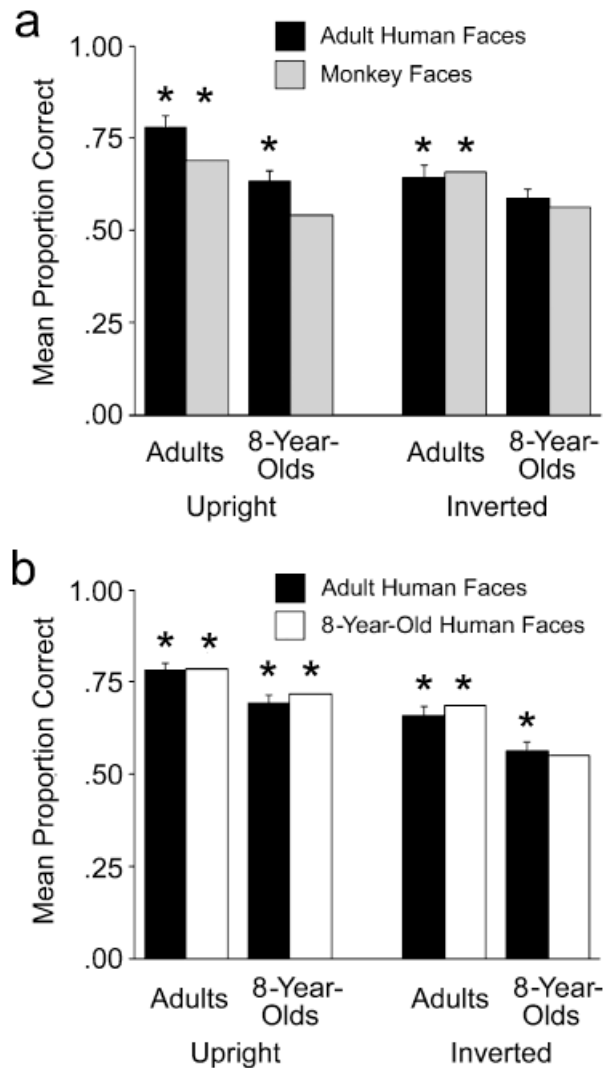 a
1.00
.75
.50
.25
.00
Mean Proportion Correct
Adult Human Faces
Monkey Faces
* * * * *
Adults 8-Year-Olds Adults 8-Year-Olds
Upright Inverted
b
1.00
.75
.50
.25
.00
Mean Proportion Correct
Adult Human Faces
8-Year-Old Human Faces
* * * * * * *
Adults 8-Year-Olds Adults 8-Year-Olds
Upright Inverted